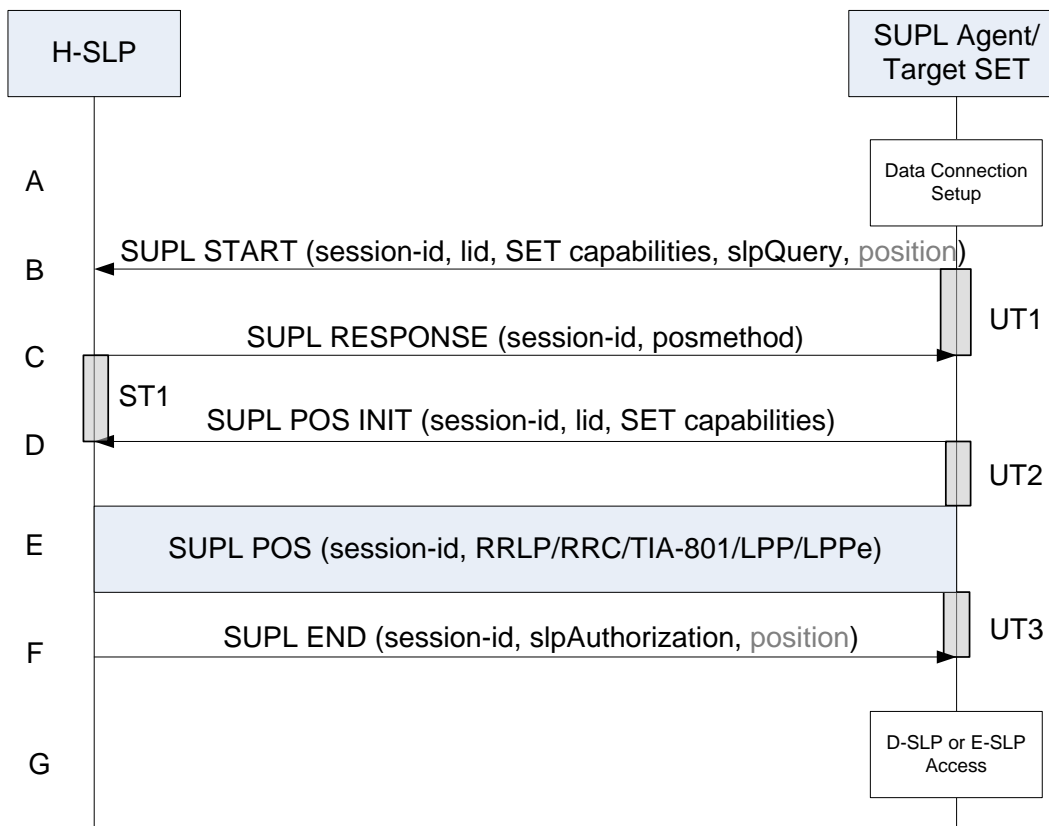 H-SLP
SUPL Agent/
Target SET
A
Data Connection
Setup
SUPL START (session-id, lid, SET capabilities, slpQuery, position)
B
UT1
SUPL RESPONSE (session-id, posmethod)
C
ST1
SUPL POS INIT (session-id, lid, SET capabilities)
D
UT2
E
SUPL POS (session-id, RRLP/RRC/TIA-801/LPP/LPPe)
SUPL END (session-id, slpAuthorization, position)
UT3
F
D-SLP or E-SLP
Access
G